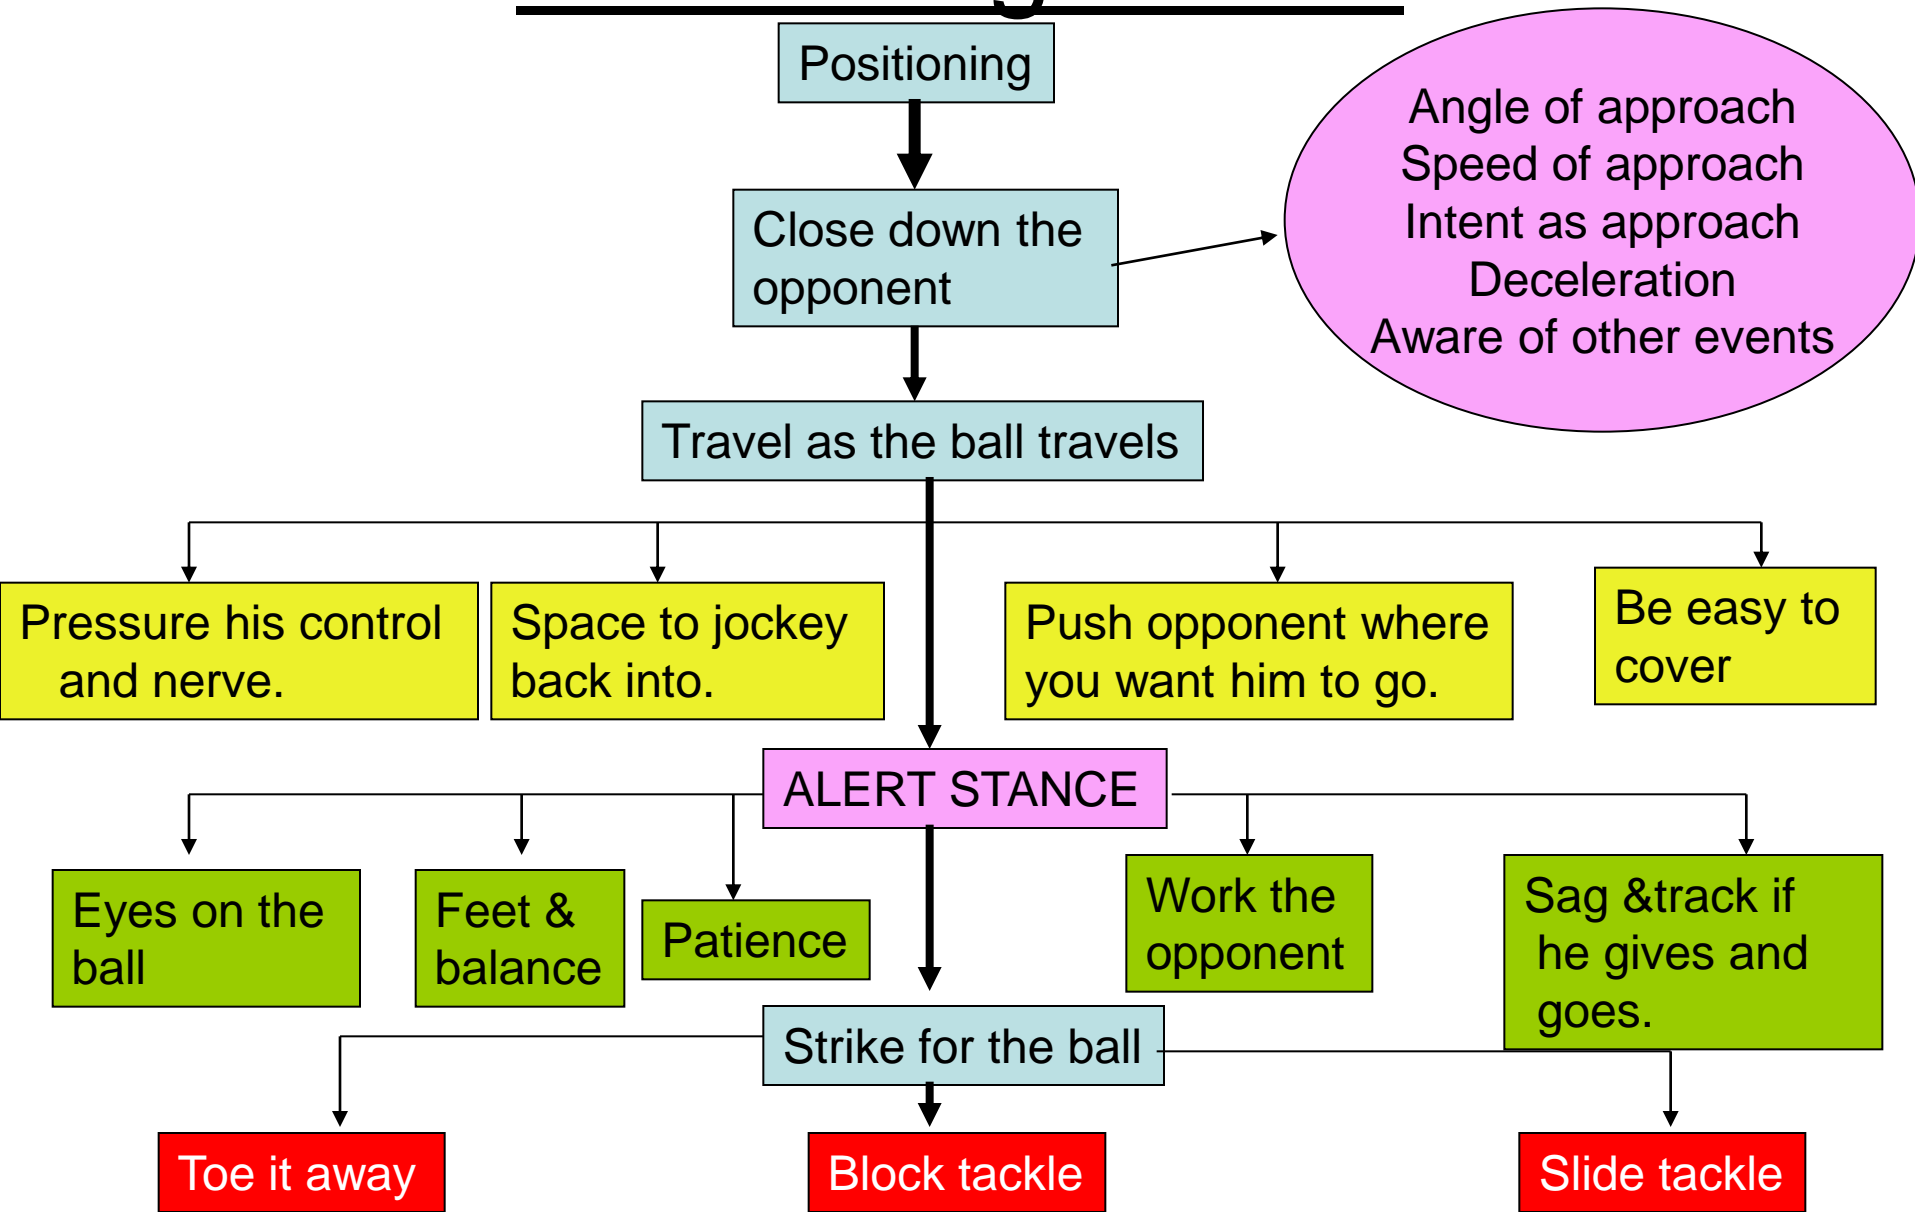 Positioning
Angle of approach
Speed of approach
Intent as approach
Deceleration
Aware of other events
Close down the
opponent
Travel as the ball travels
Pressure his control
and nerve.
Space to jockey
back into.
Push opponent where
you want him to go.
Be easy to
cover
ALERT STANCE
Eyes on the
ball
Feet &
balance
Patience
Work the
opponent
Sag &track if
he gives and
goes.
Strike for the ball
Toe it away
Block tackle
Slide tackle